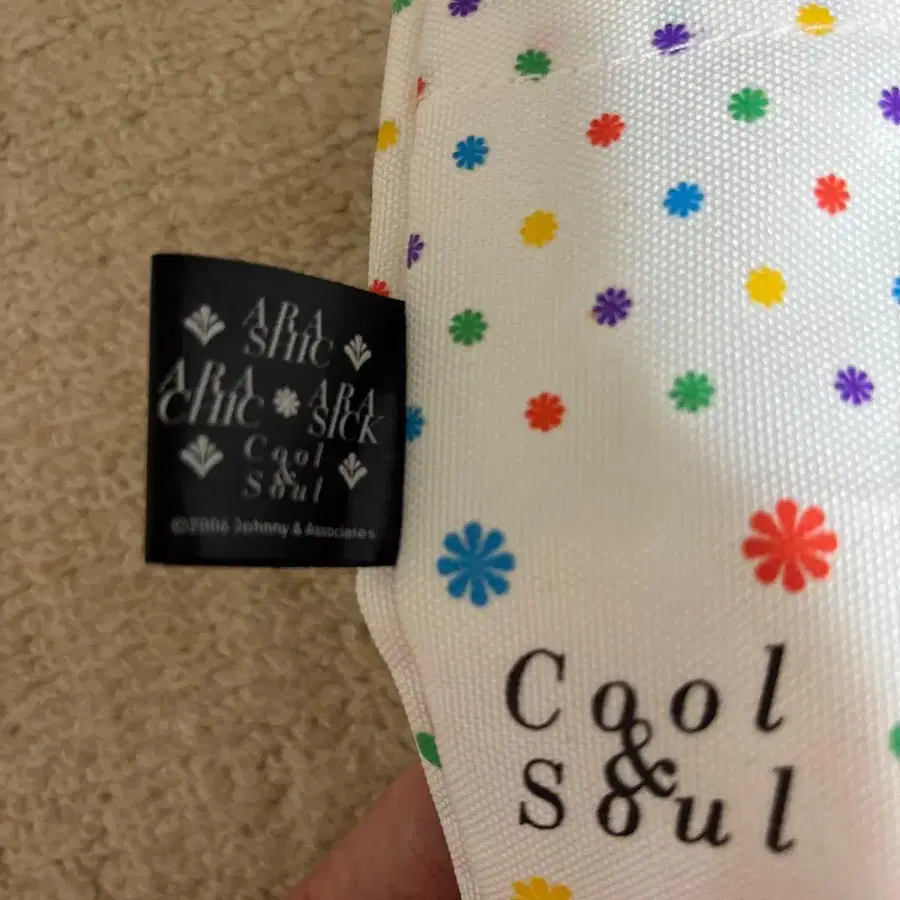 ARA
SHIC
ARA
CHIC
ARA
SICK
Cool
&
Soul
©2006 Johnny & Associates
Cool
&
Soul